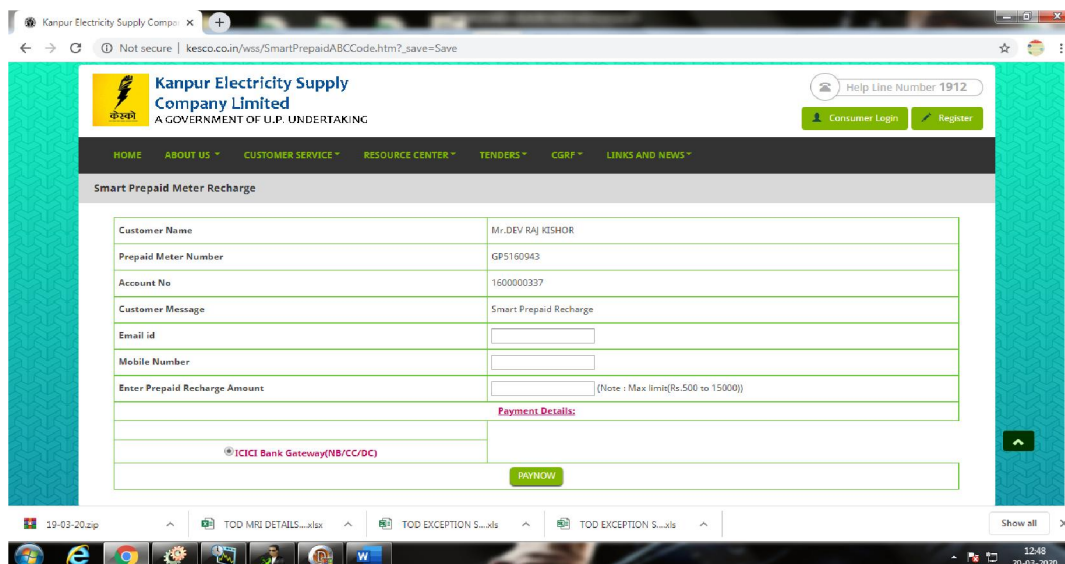 Kanpur Electricity Supply Compa
Not secure | kesco.co.in/wss/SmartPrepaidABCCode.htm?_save=Save
केस्को
Kanpur Electricity Supply
Company Limited
A GOVERNMENT OF U.P. UNDERTAKING
Help Line Number 1912
Consumer Login
Register
HOME ABOUT US CUSTOMER SERVICE RESOURCE CENTER TENDERS CGRF LINKS AND NEWS
Smart Prepaid Meter Recharge
Customer Name Mr.DEV RAJ KISHOR
Prepaid Meter Number GP5160943
Account No 1600000337
Customer Message Smart Prepaid Recharge
Email id
Mobile Number
Enter Prepaid Recharge Amount (Note : Max limit(Rs.500 to 15000))
Payment Details:
ICICI Bank Gateway(NB/CC/DC)
PAYNOW
19-03-20.zip TOD MRI DETAILS....xlsx TOD EXCEPTION S....xls TOD EXCEPTION S....xls Show all
W
12:48
20-03-2020